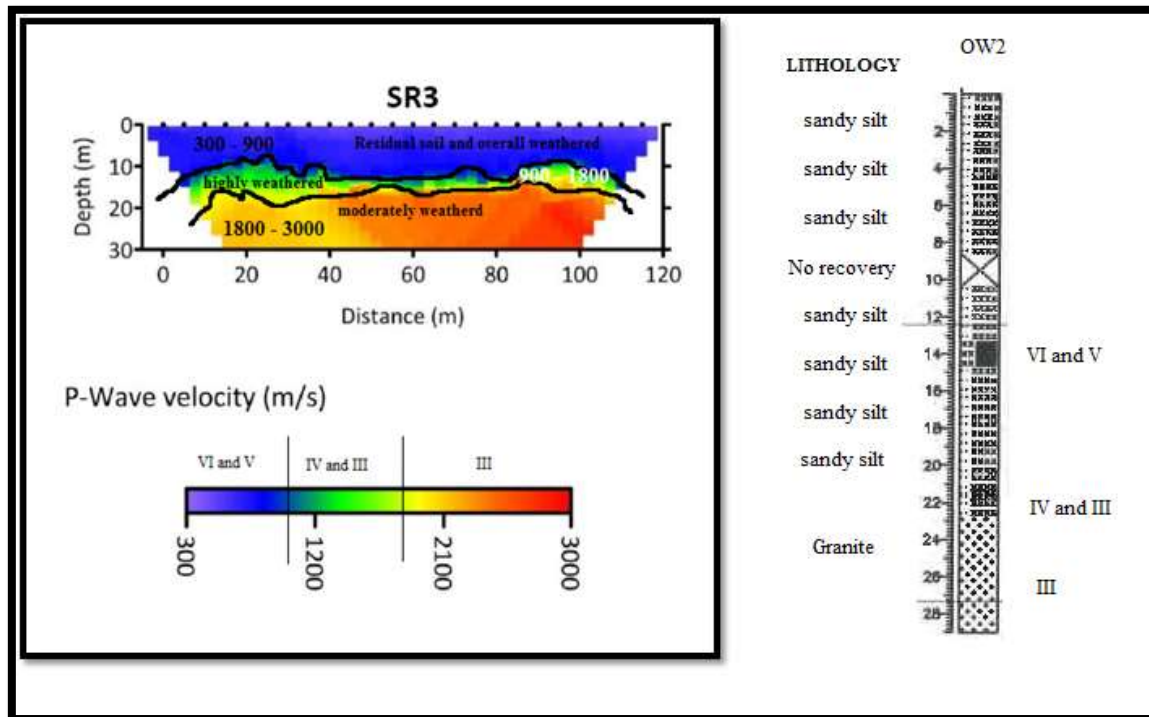 SR3
0
10
20
30
Depth (m)
300 - 900
Residual soil and overall weathered
highly weathered
900 - 1800
moderately weatherd
1800 - 3000
0 20 40 60 80 100 120
Distance (m)
P-Wave velocity (m/s)
VI and V IV and III III
300 1200 2100 3000
OW2
LITHOLOGY
sandy silt
2
sandy silt
4
sandy silt
6
8
No recovery
10
sandy silt
12
sandy silt
14
VI and V
16
sandy silt
18
sandy silt
20
22
IV and III
24
Granite
26
III
28